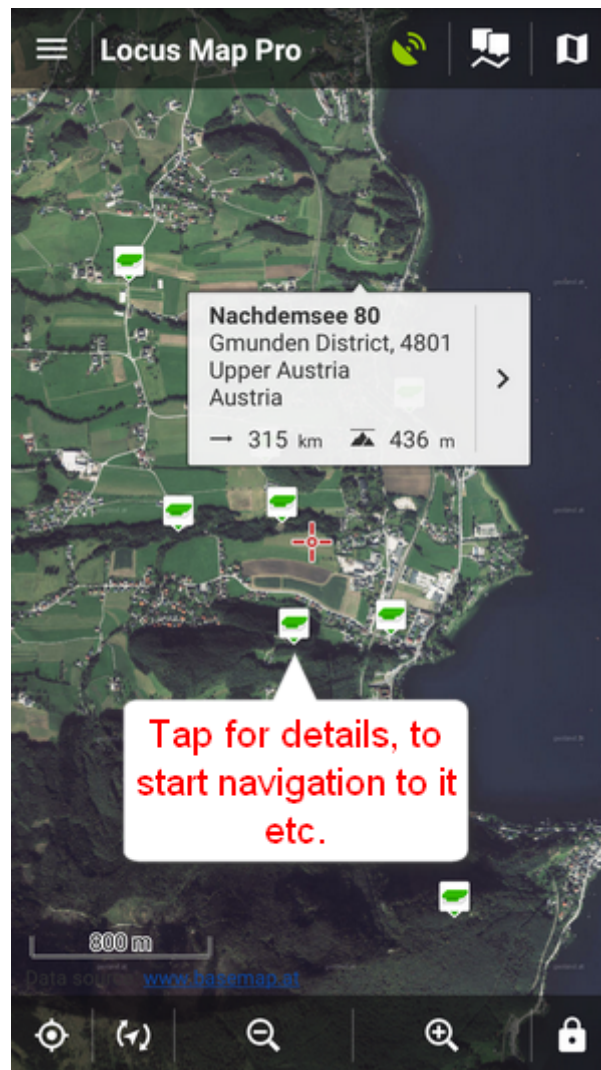 Locus Map Pro
Nachdemsee 80
Gmunden District, 4801
Upper Austria
Austria
315 km 436 m
Tap for details, to
start navigation to it
etc.
800 m
Data source: www.basemap.at